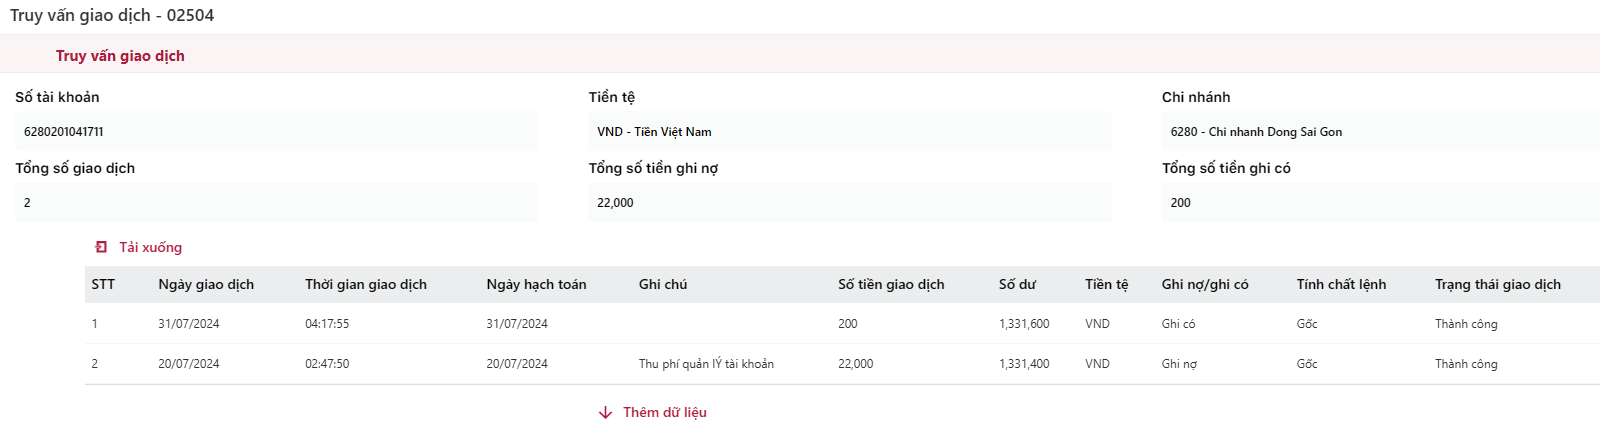 Truy vấn giao dịch - 02504
Truy vấn giao dịch
Số tài khoản Tiền tệ Chi nhánh
6280201041711 VND - Tiền Việt Nam 6280 - Chi nhanh Dong Sai Gon
Tổng số giao dịch Tổng số tiền ghi nợ Tổng số tiền ghi có
2 22,000 200
Tải xuống
STT Ngày giao dịch Thời gian giao dịch Ngày hạch toán Ghi chú Số tiền giao dịch Số dư Tiền tệ Ghi nợ/ghi có Tính chất lệnh Trạng thái giao dịch
1 31/07/2024 04:17:55 31/07/2024 200 1,331,600 VND Ghi có Gốc Thành công
2 20/07/2024 02:47:50 20/07/2024 Thu phí quản lÝ tài khoản 22,000 1,331,400 VND Ghi nợ Gốc Thành công
Thêm dữ liệu